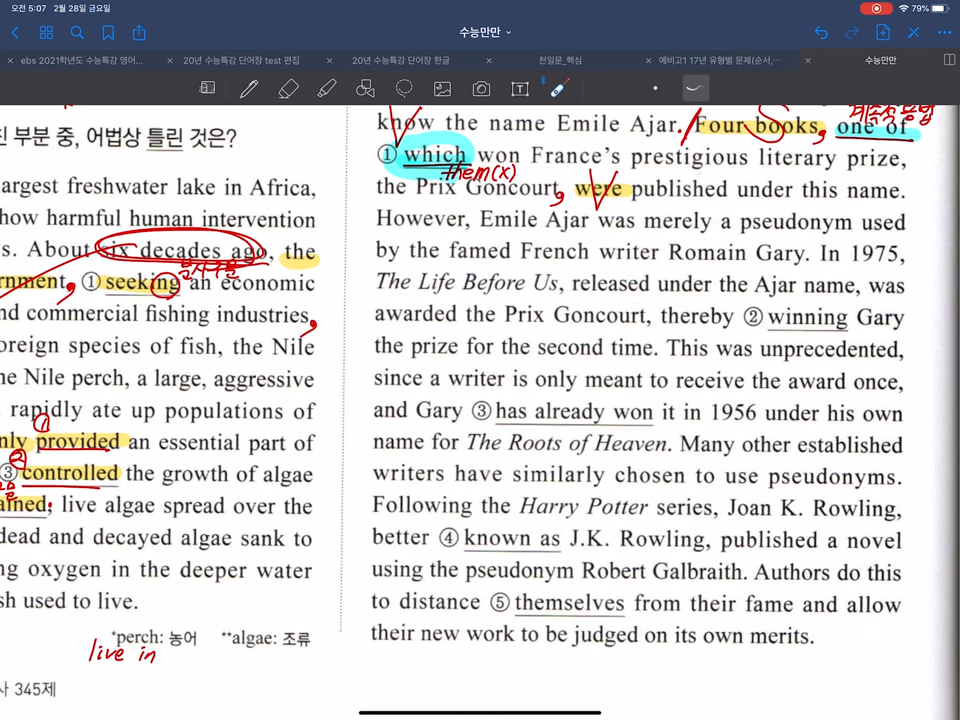 오전 5:07 2월 28일 금요일
79%
수능만만
ebs 2021학년도 수능특강 영어...
20년 수능특강 단어장 test 편집
20년 수능특강 단어장 한글
천일문_핵심
예비고1 17년 유형별 문제(순서,...
수능만만
친 부분 중, 어법상 틀린 것은?
argest freshwater lake in Africa,
how harmful human intervention
s. About six decades ago, the
분사구문
rnment, ① seeking an economic
nd commercial fishing industries,
oreign species of fish, the Nile
ne Nile perch, a large, aggressive
rapidly ate up populations of
①
nly provided an essential part of
②
③ controlled the growth of algae
ained; live algae spread over the
dead and decayed algae sank to
ng oxygen in the deeper water
sh used to live.
*perch: 농어 **algae: 조류
live in
사 345제
계속적 용법
know the name Emile Ajar. Four books, one of
① which won France's prestigious literary prize,
them(x)
the Prix Goncourt, were published under this name.
However, Emile Ajar was merely a pseudonym used
by the famed French writer Romain Gary. In 1975,
The Life Before Us, released under the Ajar name, was
awarded the Prix Goncourt, thereby ② winning Gary
the prize for the second time. This was unprecedented,
since a writer is only meant to receive the award once,
and Gary ③ has already won it in 1956 under his own
name for The Roots of Heaven. Many other established
writers have similarly chosen to use pseudonyms.
Following the Harry Potter series, Joan K. Rowling,
better ④ known as J.K. Rowling, published a novel
using the pseudonym Robert Galbraith. Authors do this
to distance ⑤ themselves from their fame and allow
their new work to be judged on its own merits.